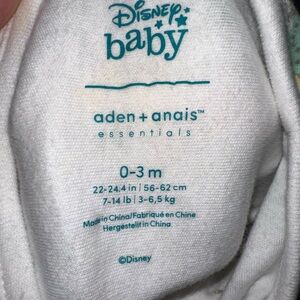 Disney
baby
aden + anais™
essentials
0-3 m
22-24.4 in | 56-62 cm
7-14 lb | 3-6,5 kg
Made in China/Fabriqué en Chine
Hergestellt in China
©Disney